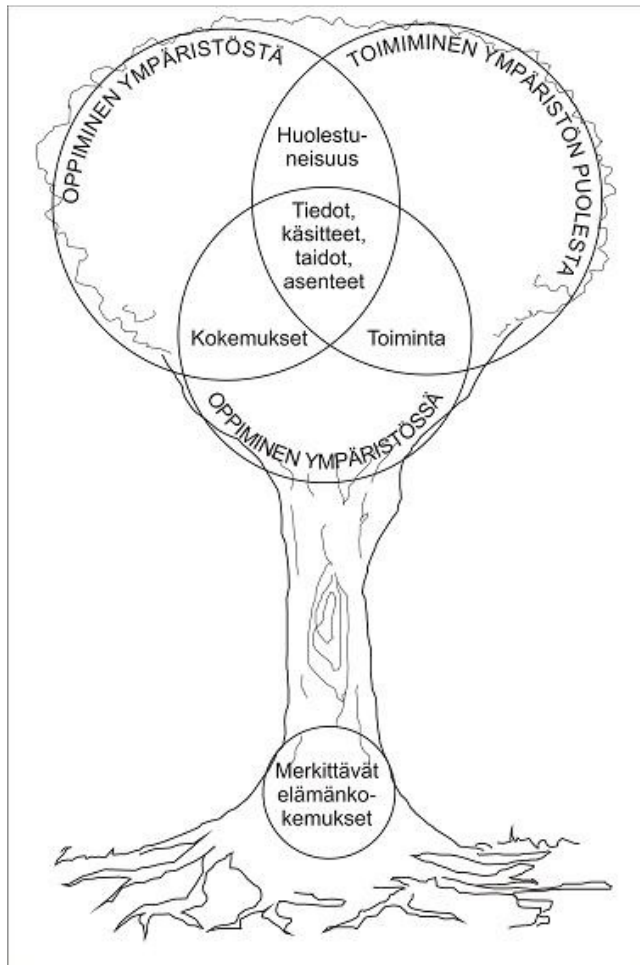 OPPIMINEN YMPÄRISTÖSTÄ
TOIMIMINEN YMPÄRISTÖN PUOLESTA
Huolestu-
neisuus
Tiedot,
käsitteet,
taidot,
asenteet
Kokemukset
Toiminta
OPPIMINEN YMPÄRISTÖSSÄ
Merkittävät
elämänko-
kemukset